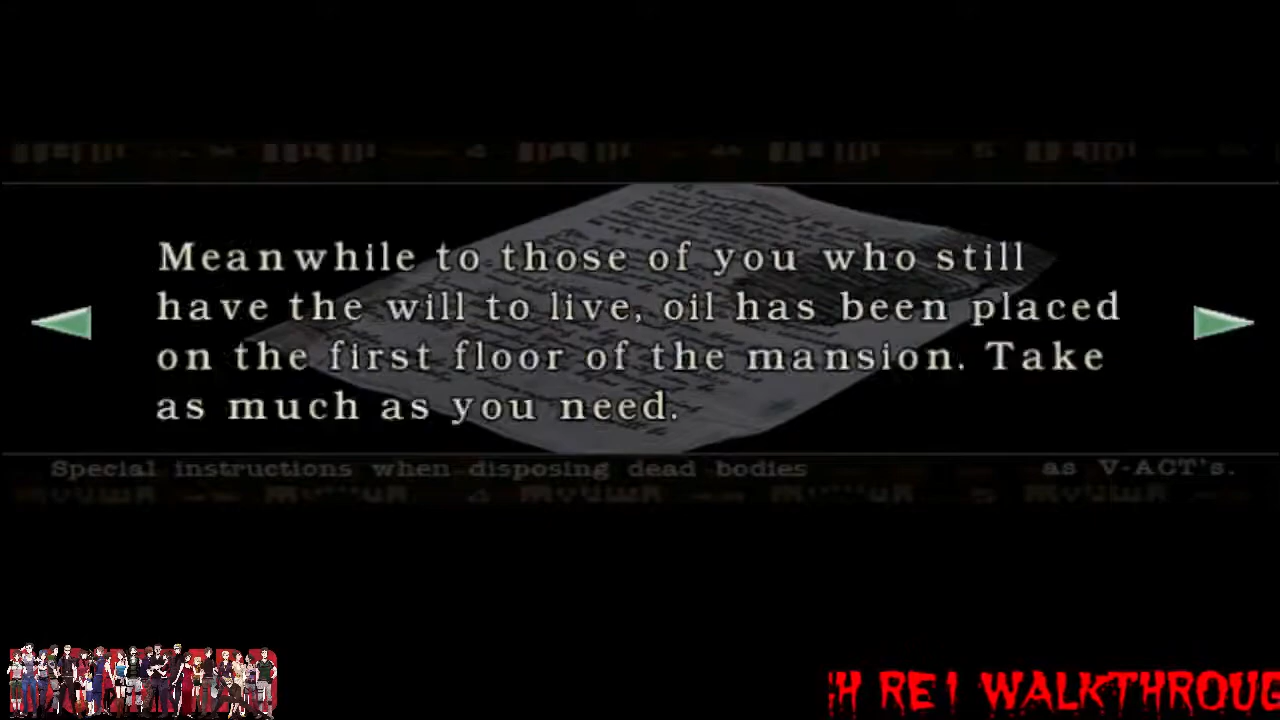 Meanwhile to those of you who still
have the will to live, oil has been placed
on the first floor of the mansion. Take
as much as you need.
Special instructions when disposing dead bodies as V-ACT's.
H RE1 WALKTHROUG